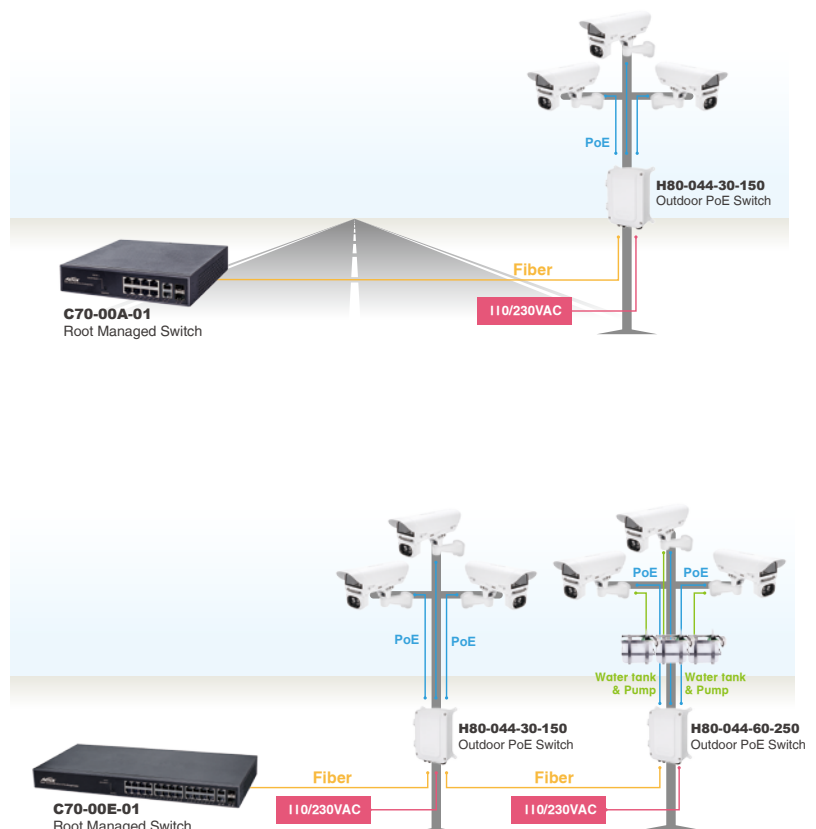 PoE
H80-044-30-150
Outdoor PoE Switch
Fiber
110/230VAC
C70-00A-01
Root Managed Switch
PoE
PoE
PoE
PoE
Water tank
& Pump
Water tank
& Pump
H80-044-30-150
Outdoor PoE Switch
H80-044-60-250
Outdoor PoE Switch
Fiber
Fiber
110/230VAC
110/230VAC
C70-00E-01
Root Managed Switch